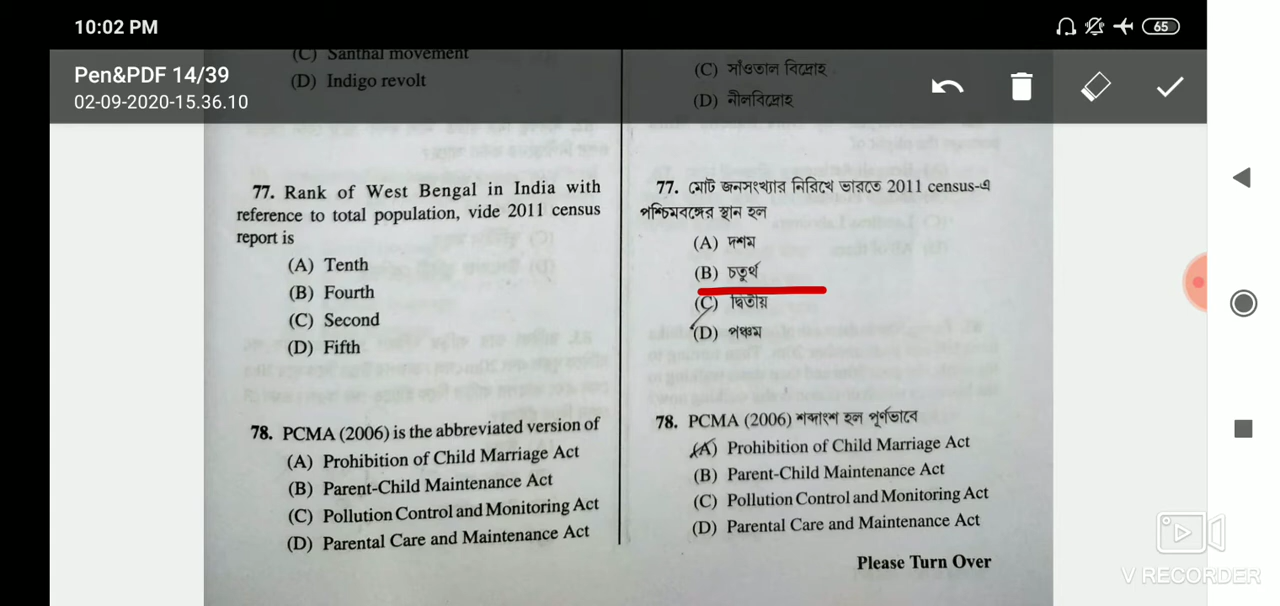 10:02 PM
65
Pen&PDF 14/39
02-09-2020-15.36.10
(C) Santhal movement
(D) Indigo revolt
77. Rank of West Bengal in India with
reference to total population, vide 2011 census
report is
(A) Tenth
(B) Fourth
(C) Second
(D) Fifth
78. PCMA (2006) is the abbreviated version of
(A) Prohibition of Child Marriage Act
(B) Parent-Child Maintenance Act
(C) Pollution Control and Monitoring Act
(D) Parental Care and Maintenance Act
(C) সাঁওতাল বিদ্রোহ
(D) নীলবিদ্রোহ
77. মোট জনসংখ্যার নিরিখে ভারতে 2011 census-এ
পশ্চিমবঙ্গের স্থান হল
(A) দশম
(B) চতুর্থ
(C) দ্বিতীয়
(D) পঞ্চম
78. PCMA (2006) শব্দাংশ হল পূর্ণভাবে
(A) Prohibition of Child Marriage Act
(B) Parent-Child Maintenance Act
(C) Pollution Control and Monitoring Act
(D) Parental Care and Maintenance Act
Please Turn Over
V RECORDER